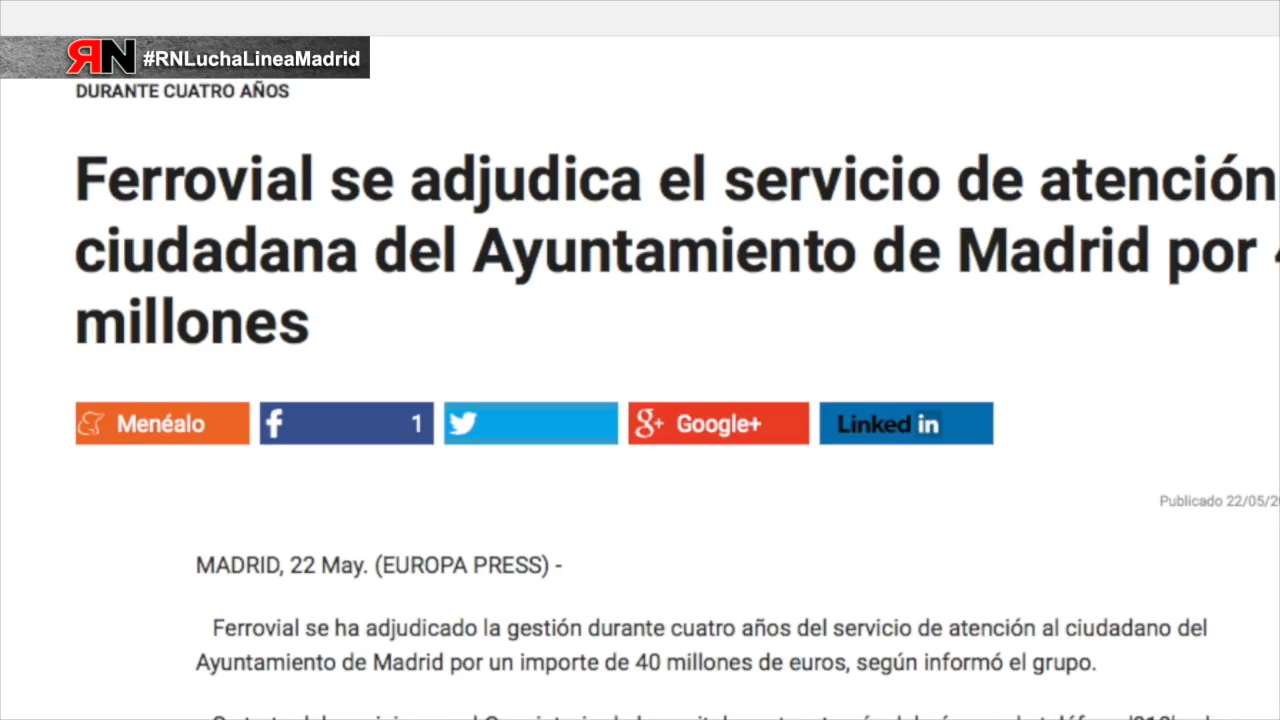 RN #RNLuchaLineaMadrid
DURANTE CUATRO AÑOS
Ferrovial se adjudica el servicio de atención
ciudadana del Ayuntamiento de Madrid por
millones
Menéalo f 1 g+ Google+ Linked in
Publicado 22/05/20
MADRID, 22 May. (EUROPA PRESS) -
Ferrovial se ha adjudicado la gestión durante cuatro años del servicio de atención al ciudadano del
Ayuntamiento de Madrid por un importe de 40 millones de euros, según informó el grupo.